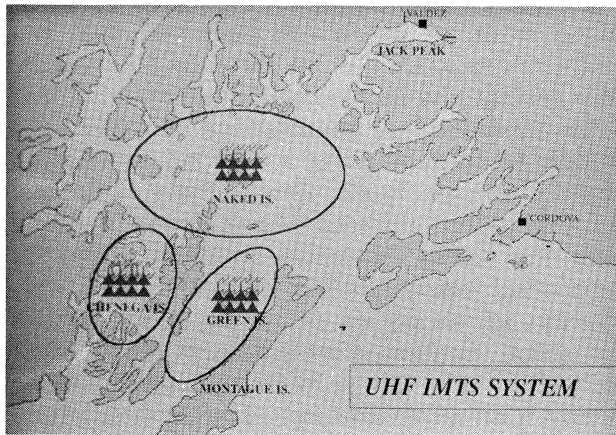 VALDEZ
JACK PEAK
NAKED IS.
CORDOVA
CHENEGA IS.
GREEN IS.
MONTAGUE IS.
UHF IMTS SYSTEM